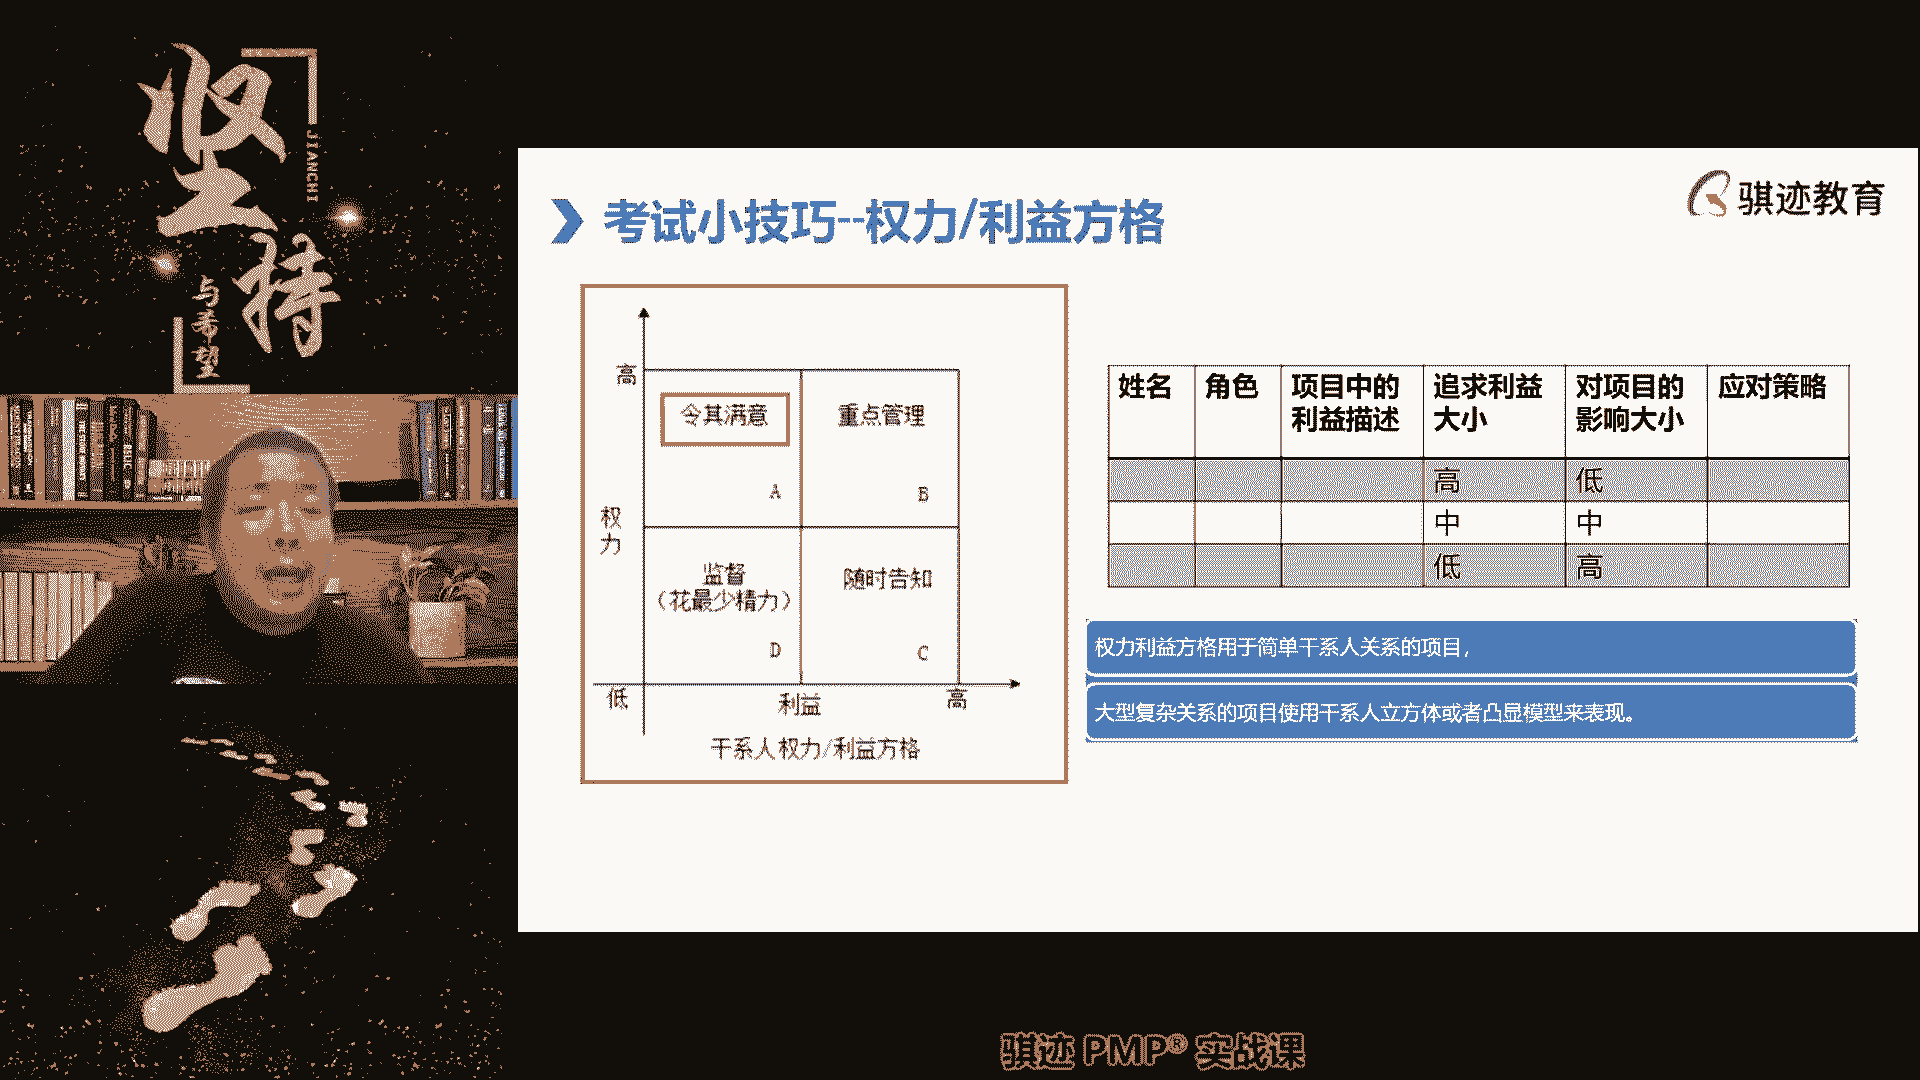 坚
持
JIANCHI
与希望
考试小技巧--权力/利益方格
骐迹教育
高
令其满意
重点管理
A
B
权力
监督
（花最少精力）
随时告知
D
C
低
利益
高
干系人权力/利益方格
姓名 角色 项目中的利益描述 追求利益大小 对项目的影响大小 应对策略
高 低
中 中
低 高
权力利益方格用于简单干系人关系的项目，
大型复杂关系的项目使用干系人立方体或者凸显模型来表现。
骐迹 PMP® 实战课